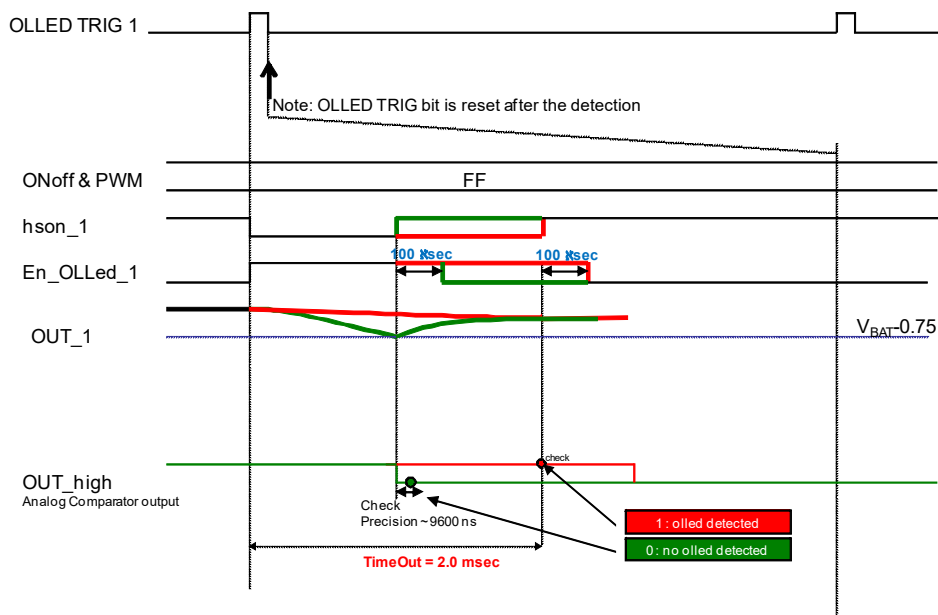 OLLED TRIG 1
Note: OLLED TRIG bit is reset after the detection
ONoff & PWM
FF
hson_1
100 sec
100 sec
En_OLLed_1
OUT_1
VBAT-0.75
check
OUT_high
Analog Comparator output
Check
Precision ~9600 ns
1 : olled detected
0 : no olled detected
TimeOut = 2.0 msec